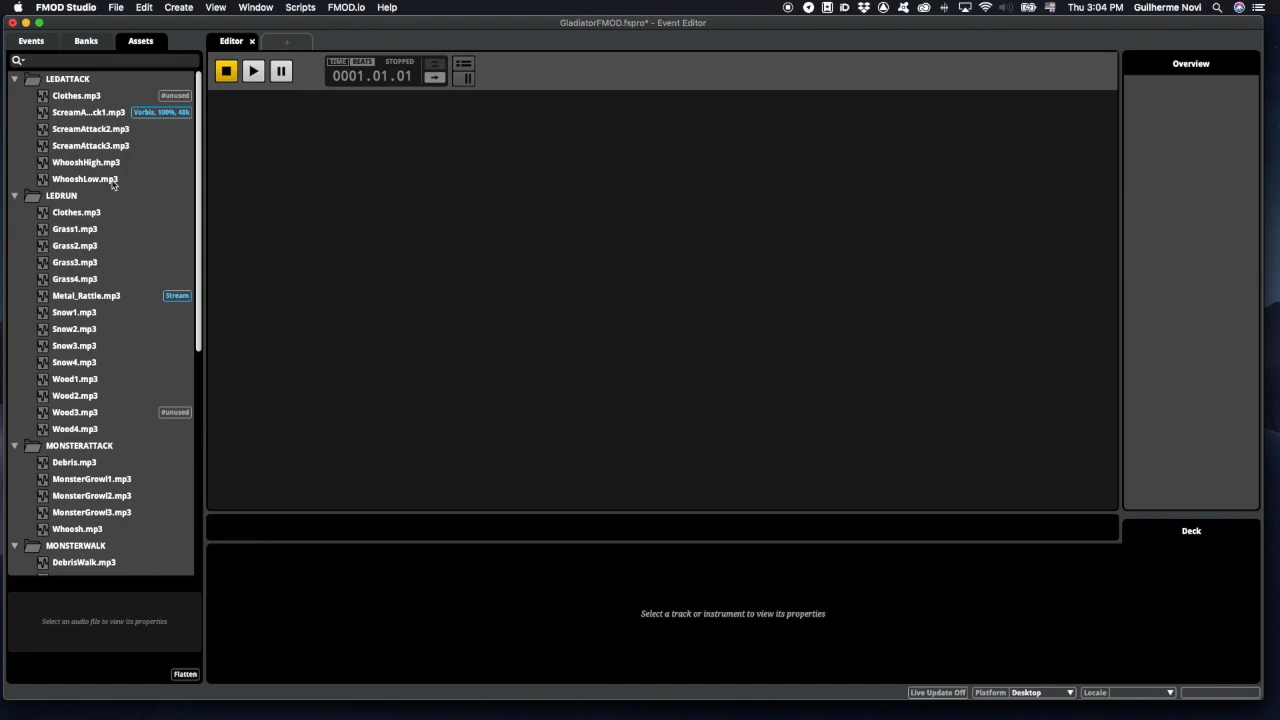 FMOD Studio File Edit Create View Window Scripts FMOD.io Help Thu 3:04 PM Guilherme Novi
GladiatorFMOD.fspro* - Event Editor
Events Banks Assets Editor × +
TIME BEATS STOPPED
0001.01.01
Overview
LEDATTACK
Clothes.mp3 #unused
ScreamA...ck1.mp3 Vorbis, 100%, 48k
ScreamAttack2.mp3
ScreamAttack3.mp3
WhooshHigh.mp3
WhooshLow.mp3
LEDRUN
Clothes.mp3
Grass1.mp3
Grass2.mp3
Grass3.mp3
Grass4.mp3
Metal_Rattle.mp3 Stream
Snow1.mp3
Snow2.mp3
Snow3.mp3
Snow4.mp3
Wood1.mp3
Wood2.mp3
Wood3.mp3 #unused
Wood4.mp3
MONSTERATTACK
Debris.mp3
MonsterGrowl1.mp3
MonsterGrowl2.mp3
MonsterGrowl3.mp3
Whoosh.mp3
MONSTERWALK
DebrisWalk.mp3
Deck
Select a track or instrument to view its properties
Select an audio file to view its properties
Flatten
Live Update Off Platform Desktop Locale